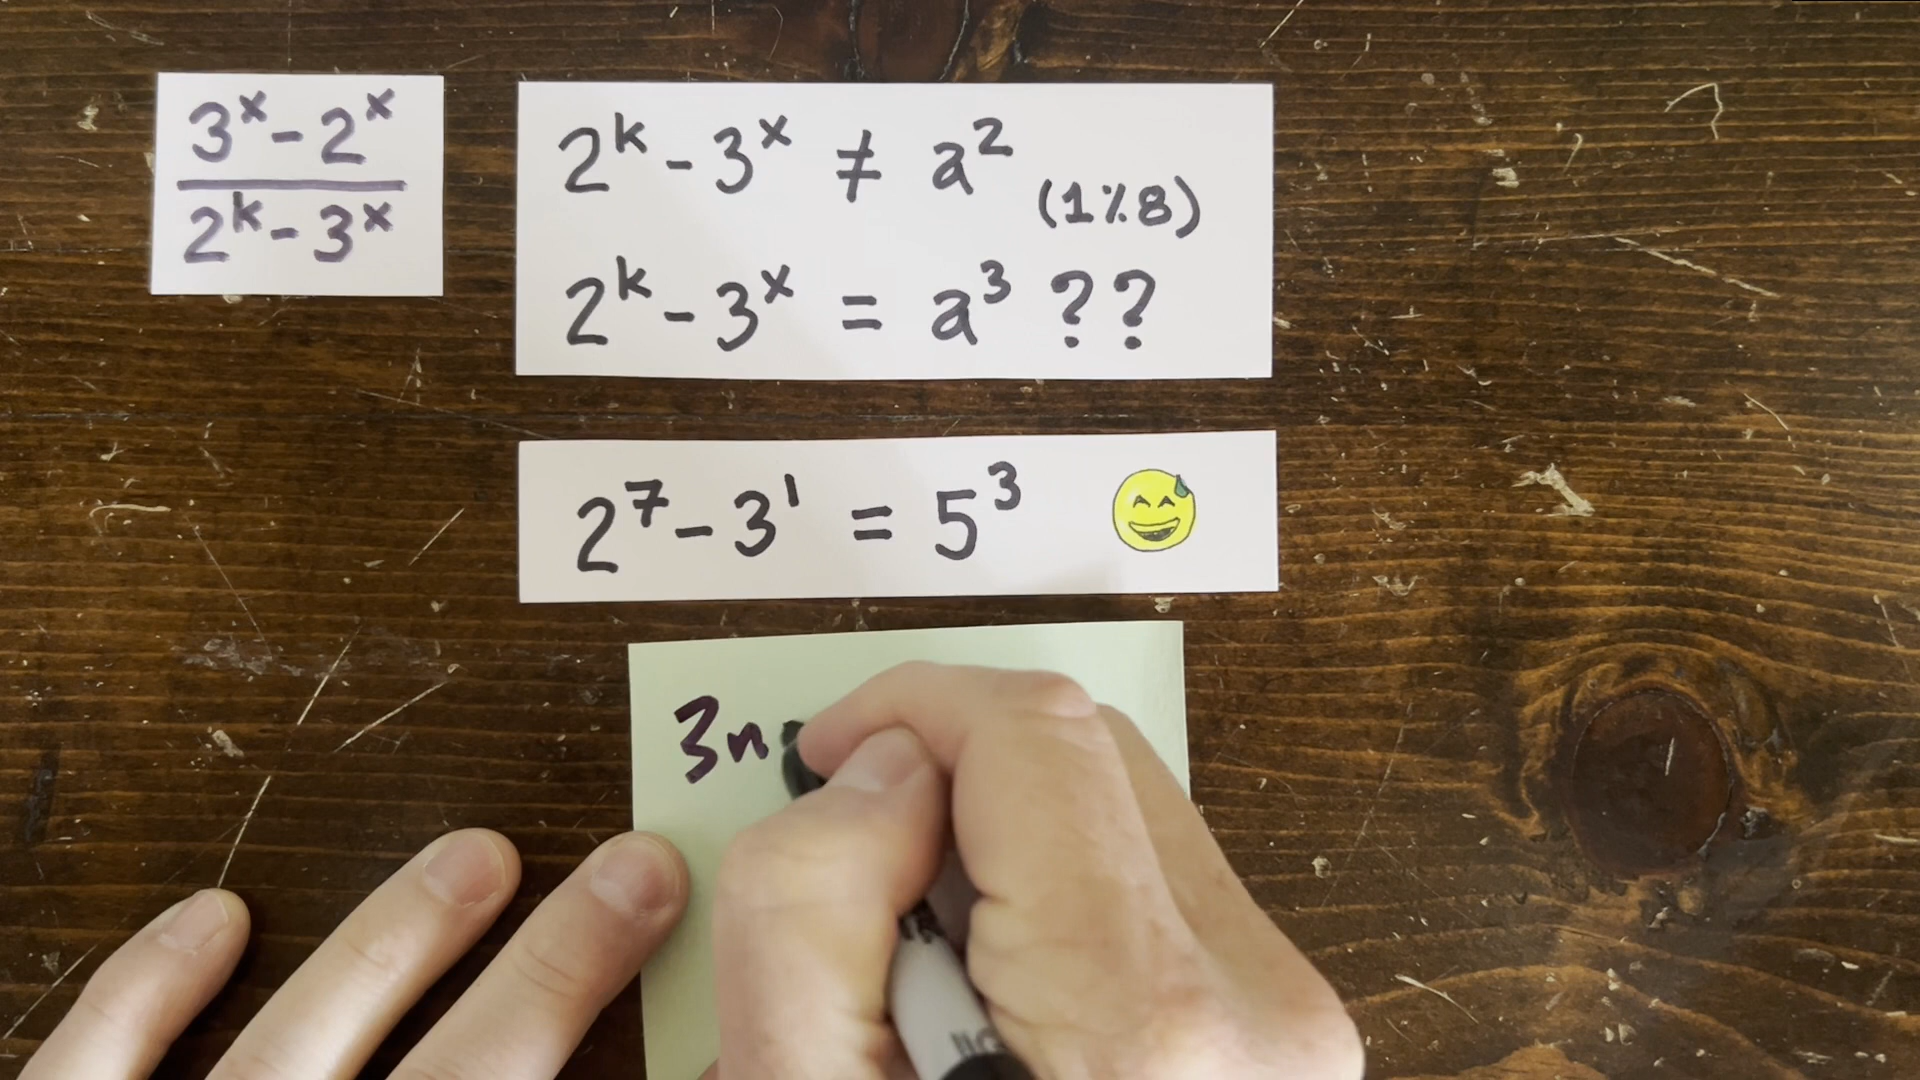 3^x - 2^x
2^k - 3^x
2^k - 3^x ≠ a^2 (1%8)
2^k - 3^x = a^3 ??
2^7 - 3^1 = 5^3
3n